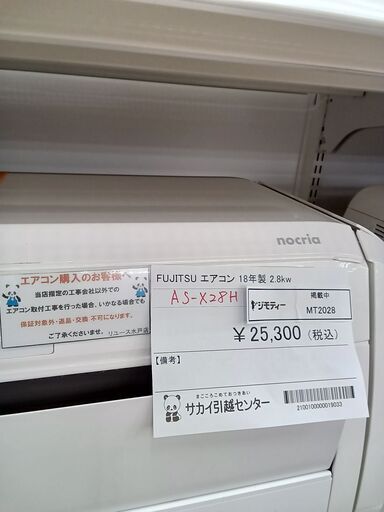 nocria
エアコン購入のお客様へ
当店指定の工事会社以外での
エアコン取付工事を行った場合、いかなる場合でも
保証対象外・返品・交換 不可になります。
ご了承くださいませ。 リユース水戸店
FUJITSU エアコン 18年製 2.8kw
AS-X28H
ジモティー
掲載中
MT2028
¥25,300(税込)
【備考】
まごころこめておつきあい
サカイ引越センター
2100100000019033